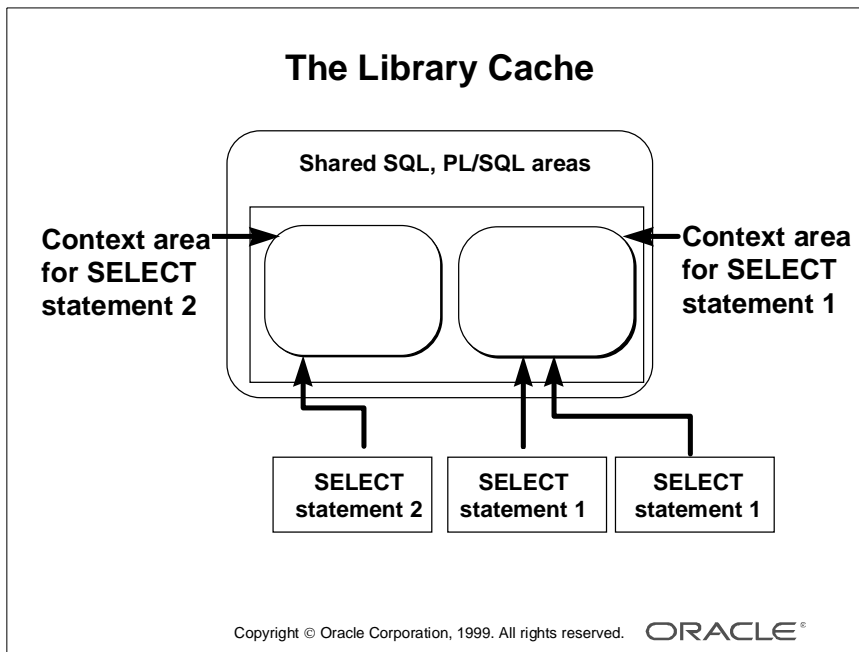 The Library Cache
Shared SQL, PL/SQL areas
Context area
for SELECT
statement 2
Context area
for SELECT
statement 1
SELECT
statement 2
SELECT
statement 1
SELECT
statement 1
Copyright © Oracle Corporation, 1999. All rights reserved.
ORACLE®